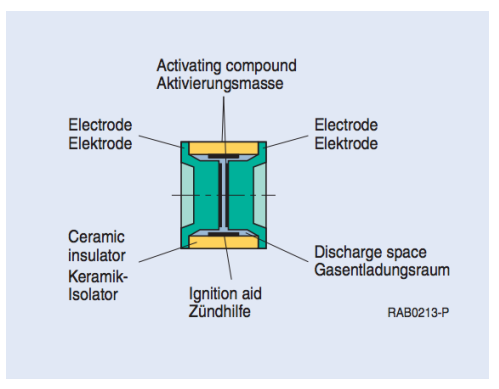 Activating compound
Aktivierungsmasse
Electrode
Elektrode
Electrode
Elektrode
Ceramic
insulator
Keramik-
Isolator
Ignition aid
Zündhilfe
Discharge space
Gasentladungsraum
RAB0213-P